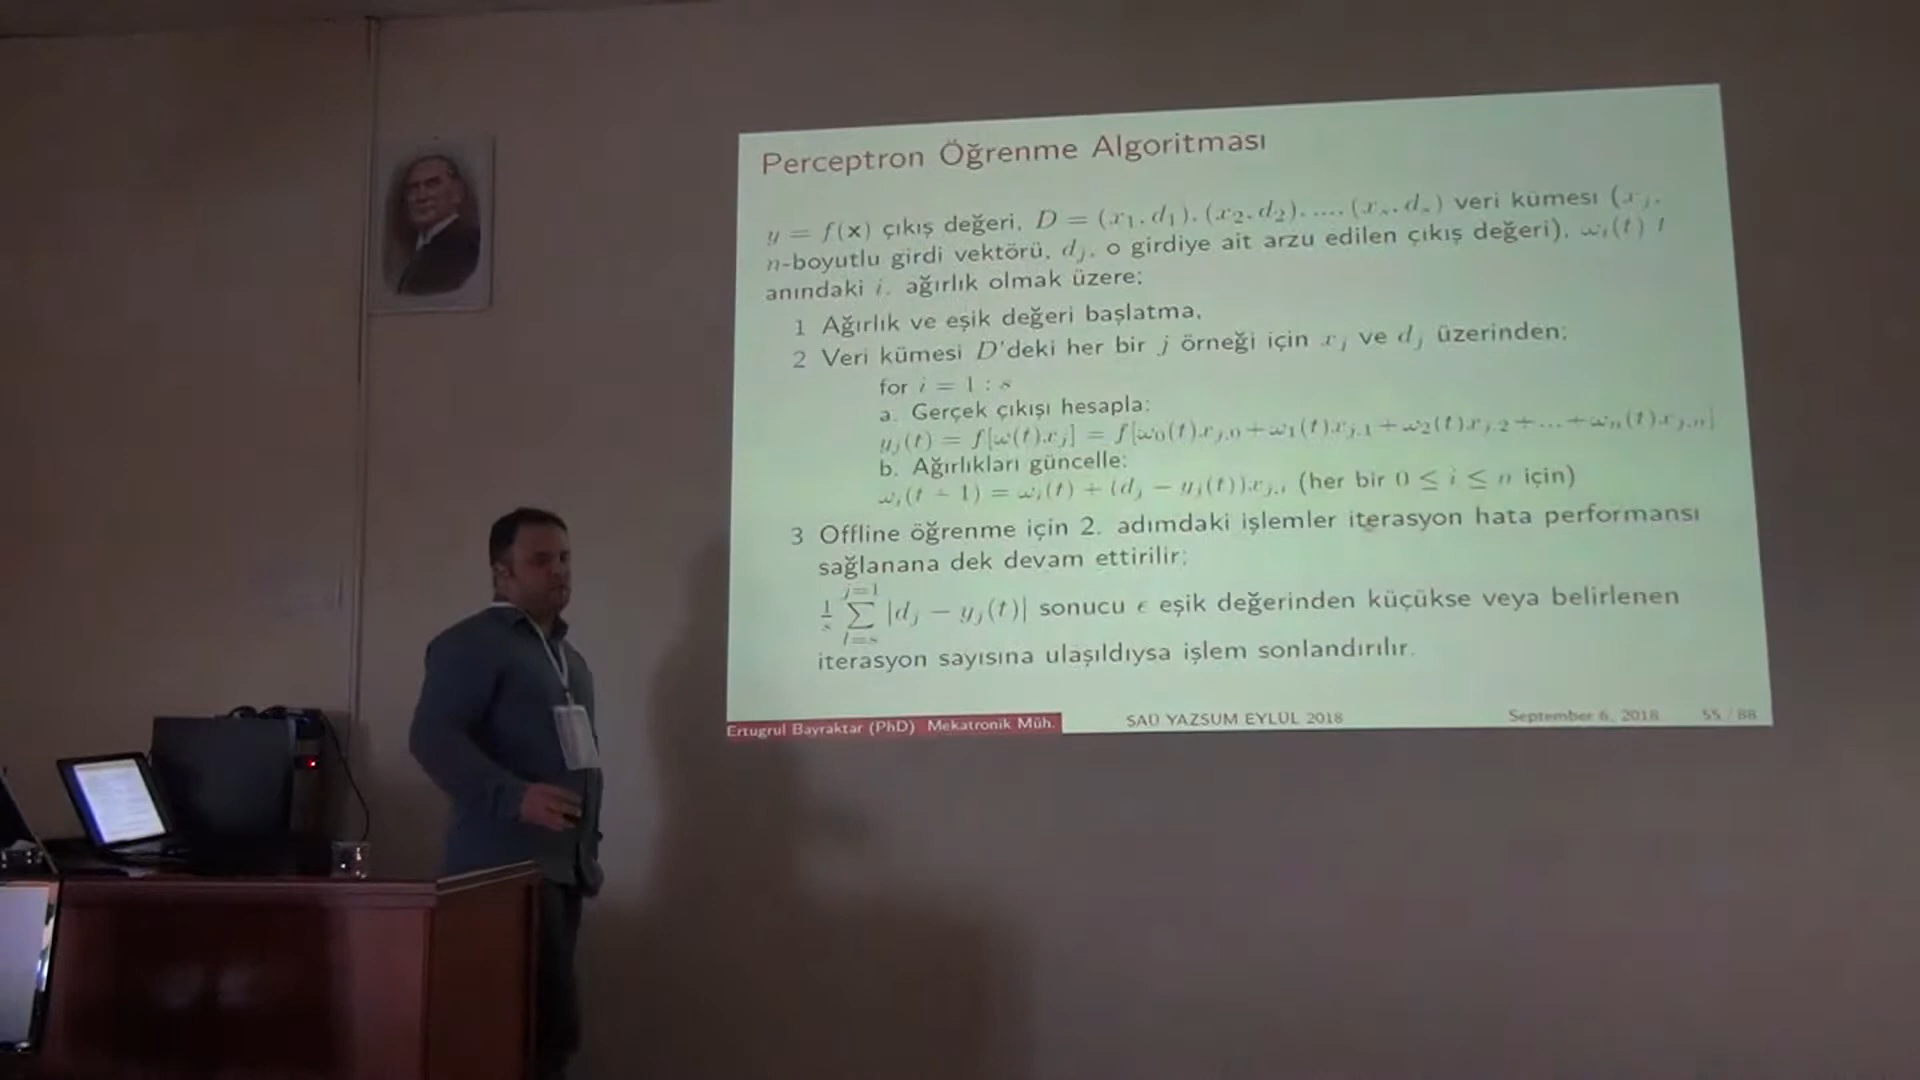 Perceptron Öğrenme Algoritması
y = f(x) çıkış değeri, D = (x₁, d₁), (x₂, d₂), ...., (xₛ, dₛ) veri kümesi (xⱼ,
n-boyutlu girdi vektörü, dⱼ, o girdiye ait arzu edilen çıkış değeri), ωᵢ(t) t
anındaki i. ağırlık olmak üzere;
1 Ağırlık ve eşik değeri başlatma,
2 Veri kümesi D'deki her bir j örneği için xⱼ ve dⱼ üzerinden;
for i = 1 : s
a. Gerçek çıkışı hesapla:
yⱼ(t) = f[ω(t).xⱼ] = f[ω₀(t).xⱼ,₀+ω₁(t).xⱼ,₁+ω₂(t).xⱼ,₂+...+ωₙ(t).xⱼ,ₙ]
b. Ağırlıkları güncelle:
ωᵢ(t + 1) = ωᵢ(t) + (dⱼ − yⱼ(t))xⱼ,ᵢ (her bir 0 ≤ i ≤ n için)
3 Offline öğrenme için 2. adımdaki işlemler iterasyon hata performansı
sağlanana dek devam ettirilir;
j=1
1/s ∑ |dⱼ − yⱼ(t)| sonucu ϵ eşik değerinden küçükse veya belirlenen
t=s
iterasyon sayısına ulaşıldıysa işlem sonlandırılır.
Ertugrul Bayraktar (PhD) Mekatronik Müh. SAÜ YAZSUM EYLÜL 2018 September 6, 2018 55 / 88